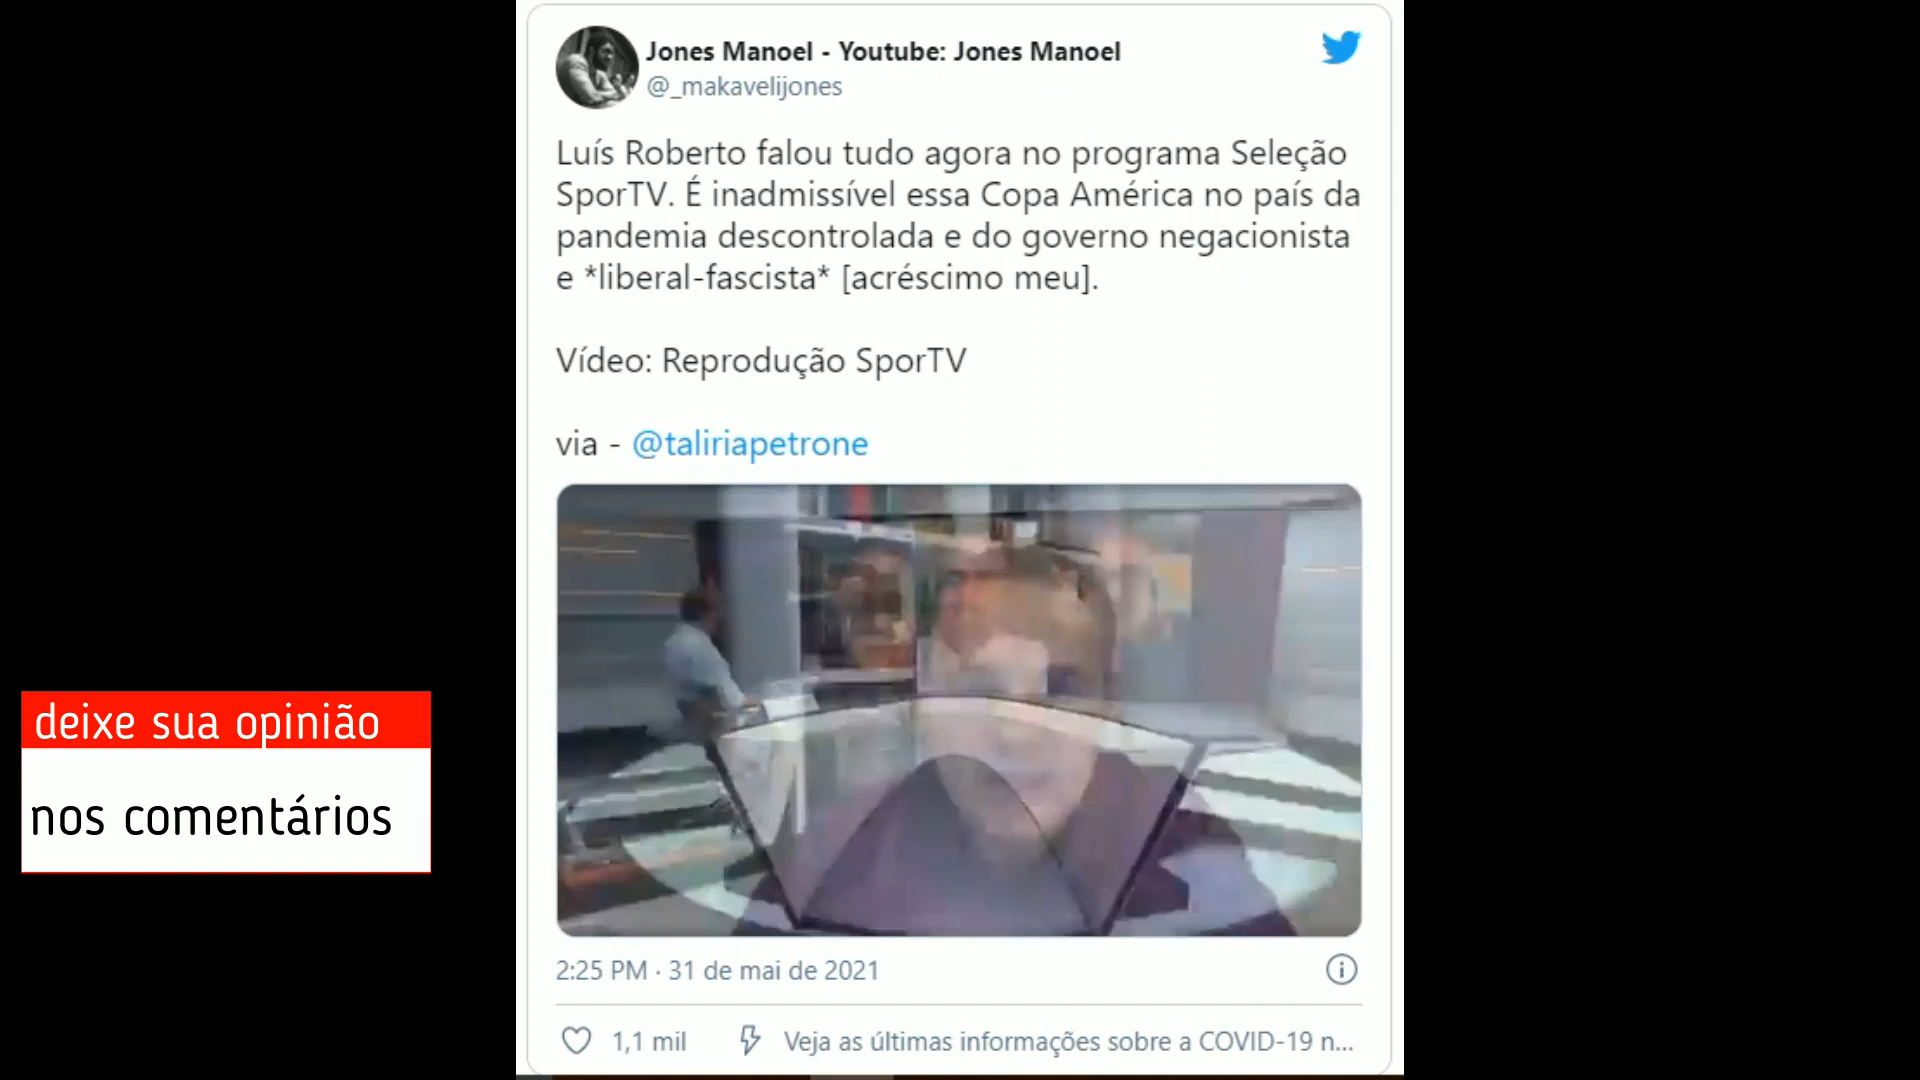 Jones Manoel - Youtube: Jones Manoel
@_makavelijones
Luís Roberto falou tudo agora no programa Seleção
SporTV. É inadmissível essa Copa América no país da
pandemia descontrolada e do governo negacionista
e *liberal-fascista* [acréscimo meu].
Vídeo: Reprodução SporTV
via - @taliriapetrone
2:25 PM · 31 de mai de 2021
1,1 mil
Veja as últimas informações sobre a COVID-19 n...
deixe sua opinião
nos comentários